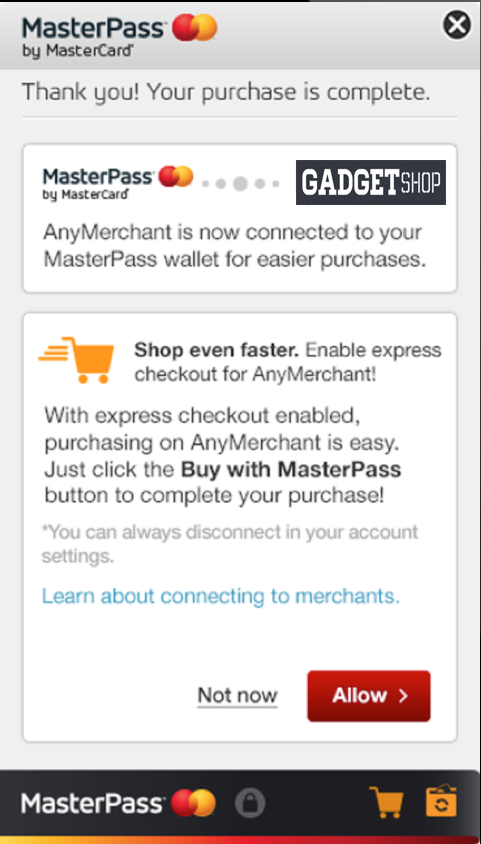 MasterPass
by MasterCard
Thank you! Your purchase is complete.
MasterPass
by MasterCard
GADGETSHOP
AnyMerchant is now connected to your
MasterPass wallet for easier purchases.
Shop even faster. Enable express
checkout for AnyMerchant!
With express checkout enabled,
purchasing on AnyMerchant is easy.
Just click the Buy with MasterPass
button to complete your purchase!
*You can always disconnect in your account
settings.
Learn about connecting to merchants.
Not now
Allow >
MasterPass